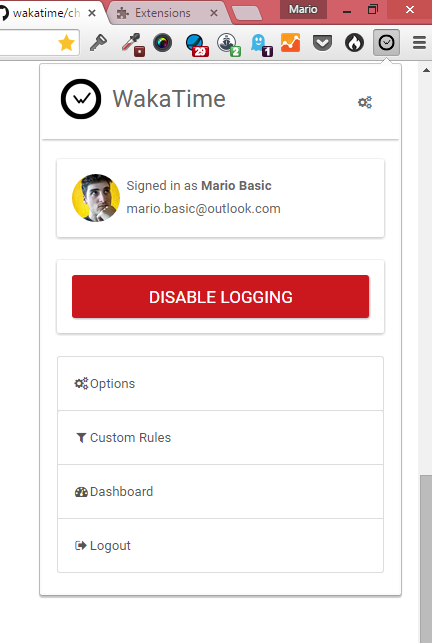 wakatime/ch
Extensions
Mario
29
2
1
WakaTime
Signed in as Mario Basic
mario.basic@outlook.com
DISABLE LOGGING
Options
Custom Rules
Dashboard
Logout